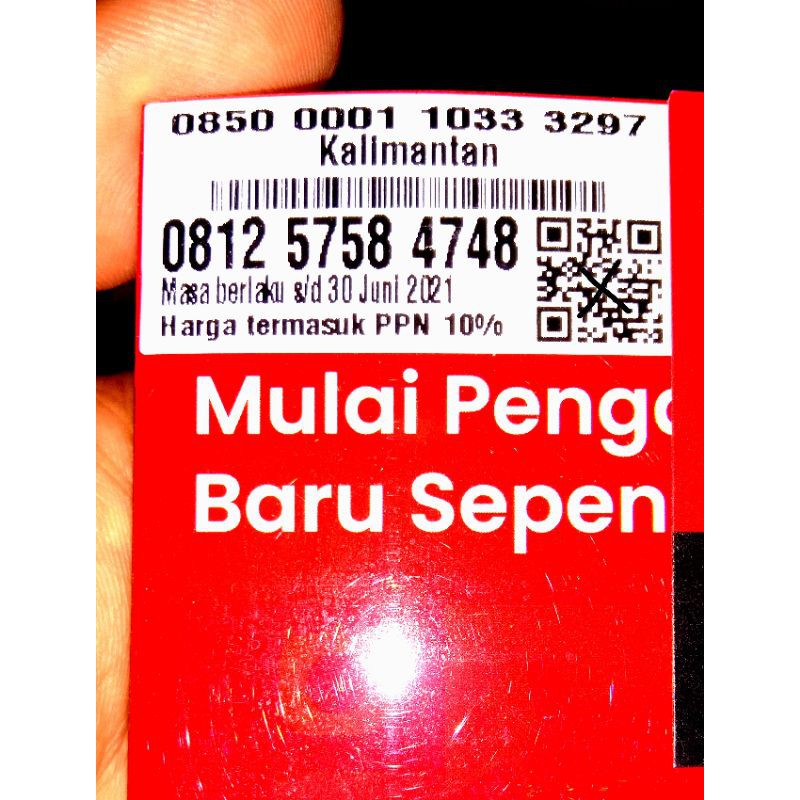 0850 0001 1033 3297
Kalimantan
0812 5758 4748
Masa berlaku s/d 30 Juni 2021
Harga termasuk PPN 10%
Mulai Penga
Baru Sepen